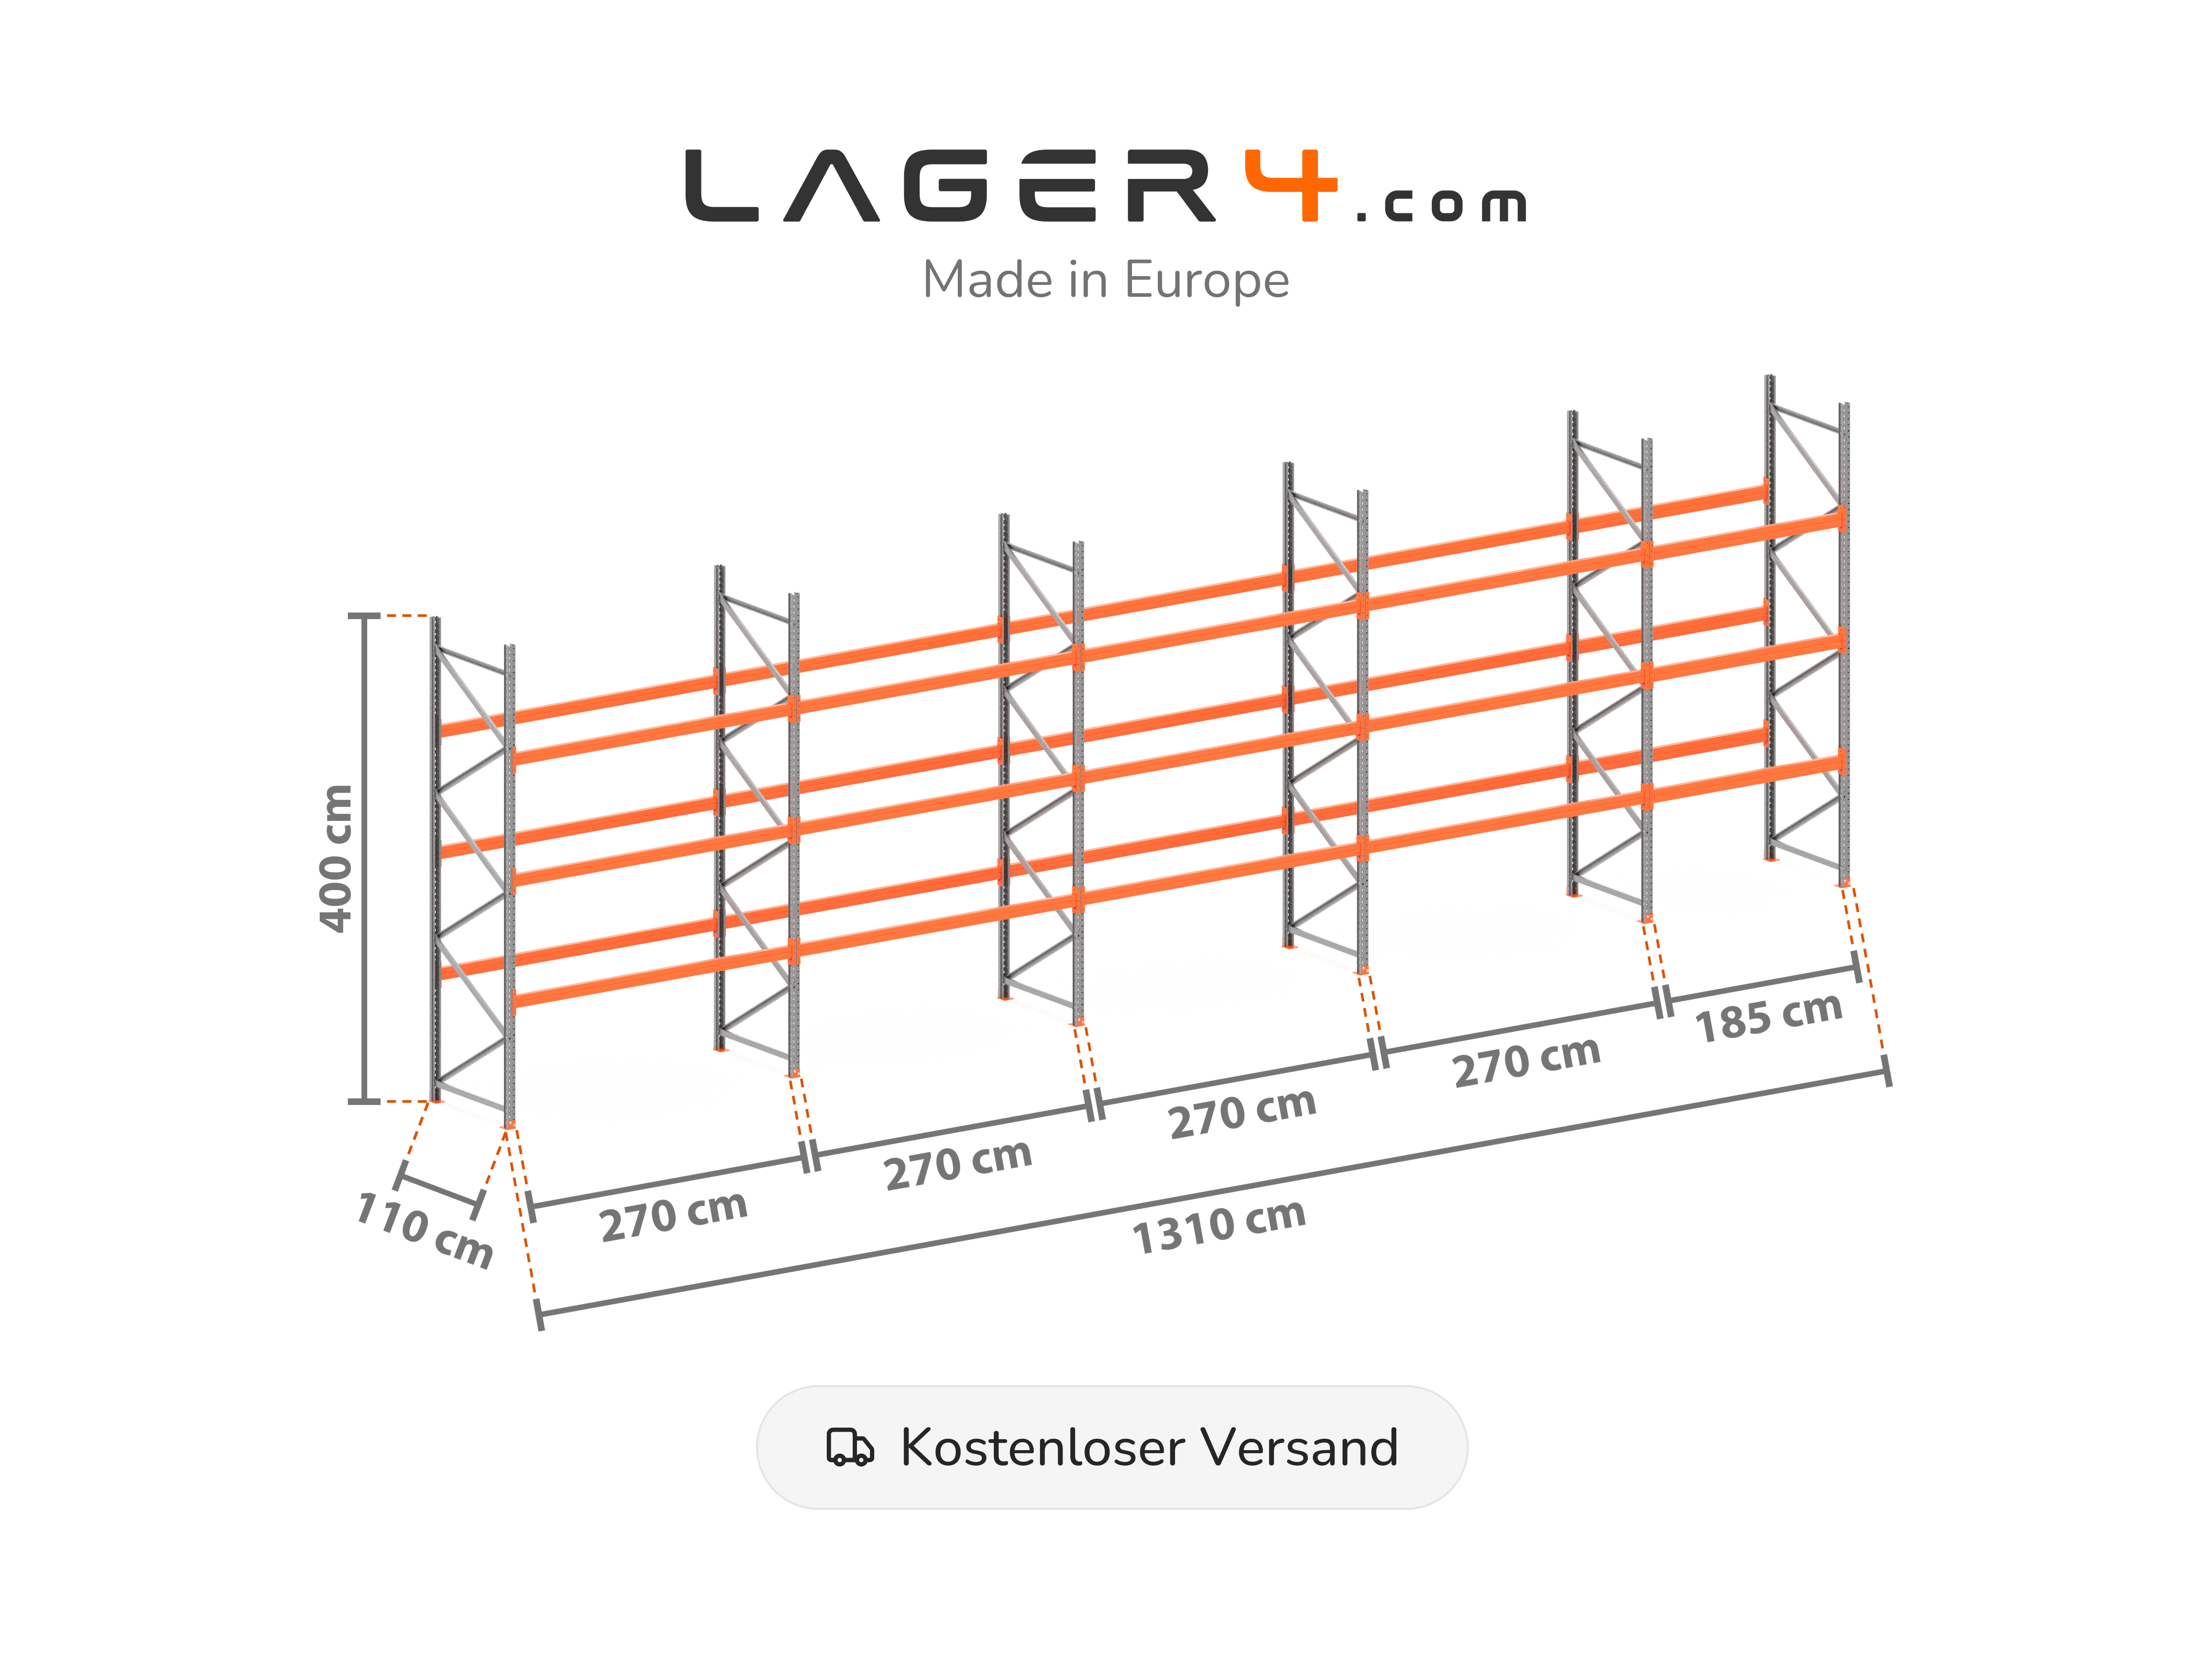 LAGER4.com
Made in Europe
400 cm
110 cm
270 cm
270 cm
270 cm
270 cm
185 cm
1310 cm
Kostenloser Versand